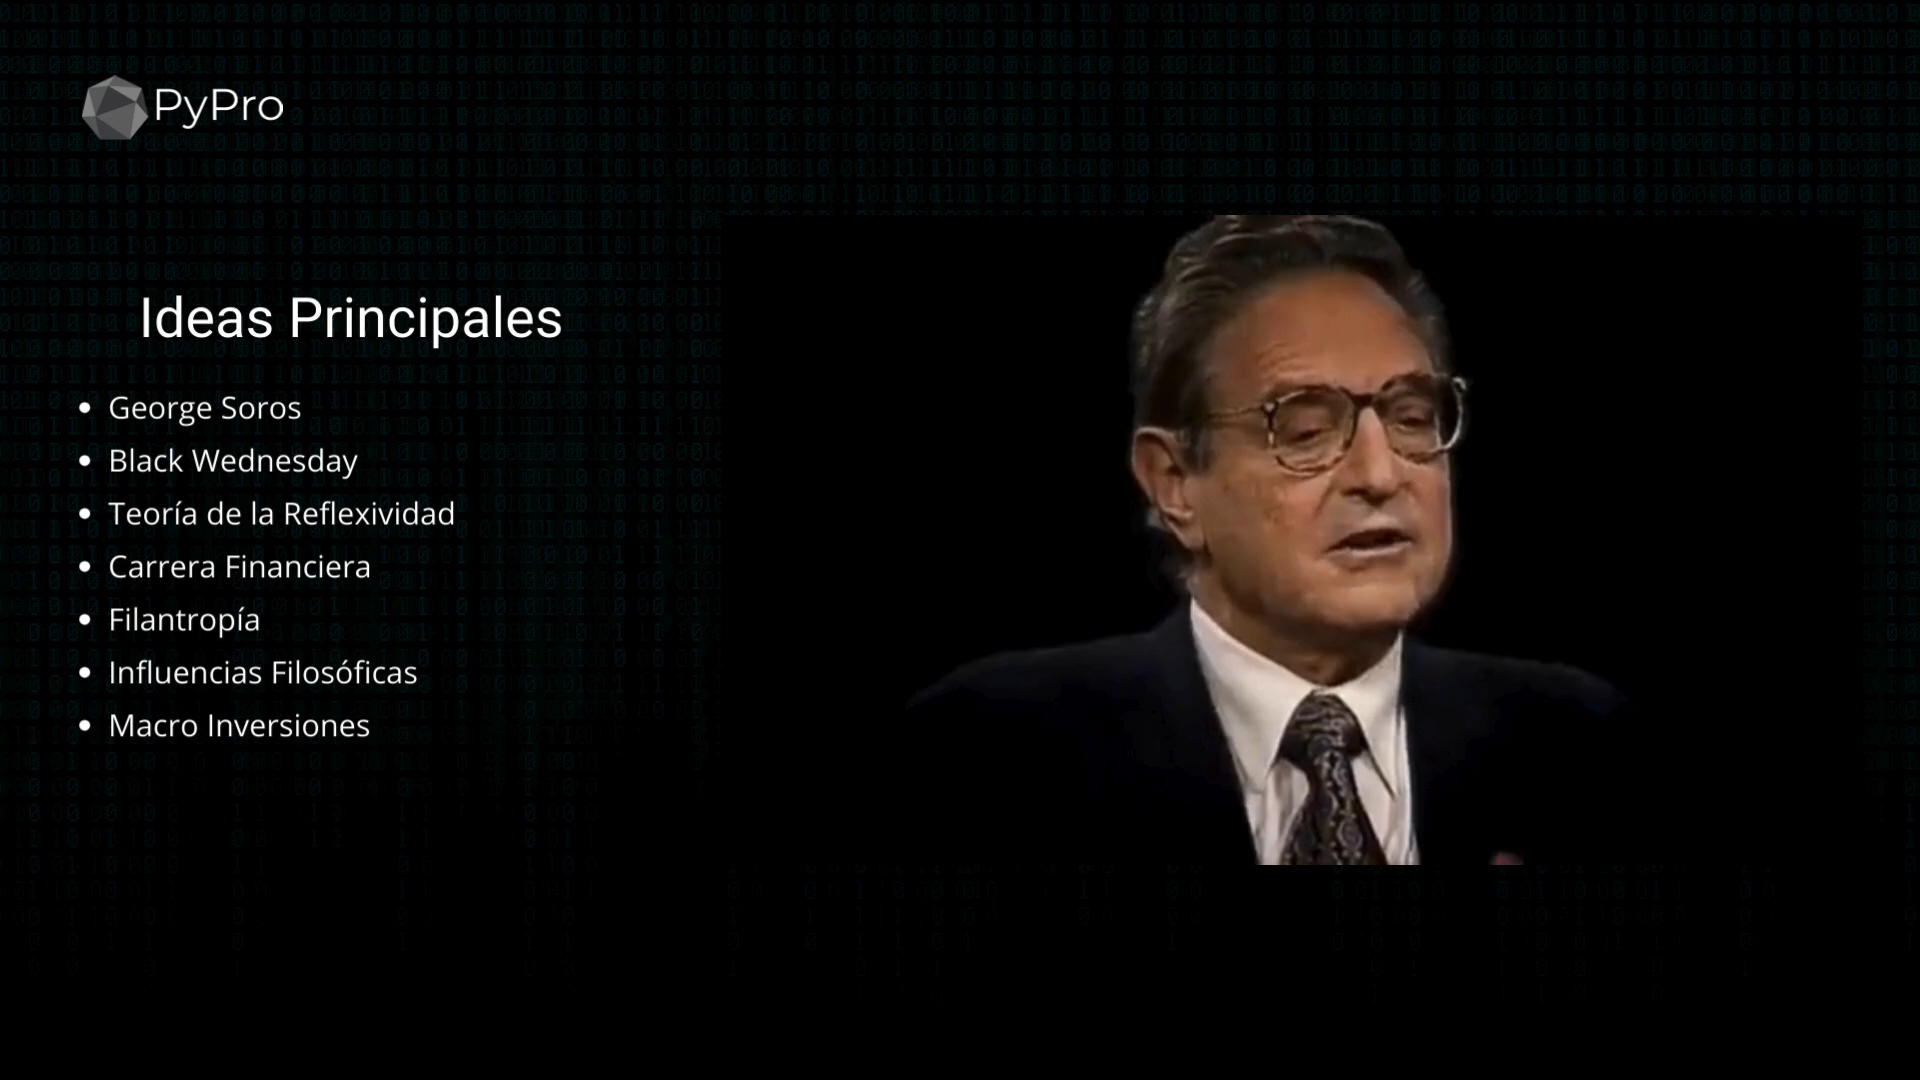 PyPro
Ideas Principales
George Soros
Black Wednesday
Teoría de la Reflexividad
Carrera Financiera
Filantropía
Influencias Filosóficas
Macro Inversiones